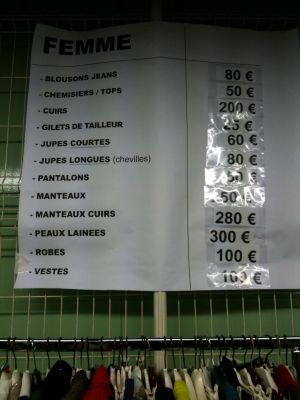 FEMME
- BLOUSONS JEANS 80 €
- CHEMISIERS / TOPS 50 €
- CUIRS 200 €
- GILETS DE TAILLEUR €
- JUPES COURTES 60 €
- JUPES LONGUES (chevilles) 80 €
- PANTALONS €
- MANTEAUX €
- MANTEAUX CUIRS 280 €
- PEAUX LAINEES 300 €
- ROBES 100 €
- VESTES 100 €